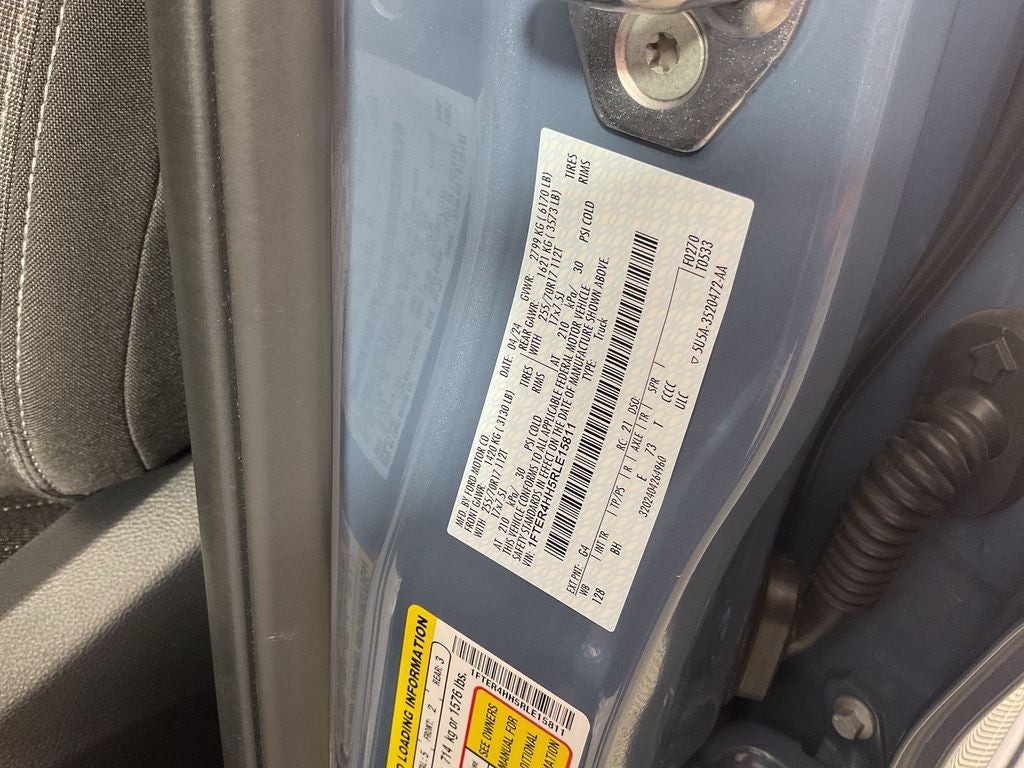 MFD. BY FORD MOTOR CO.
DATE: 04/24 GVWR: 2799 KG ( 6170 LB)
FRONT GAWR: 1420 KG ( 3130 LB) REAR GAWR: 1621 KG ( 3573 LB)
WITH 255/70R17 112T TIRES WITH 255/70R17 112T TIRES
17x7.5J RIMS 17x7.5J RIMS
AT 210 kPa/ 30 PSI COLD AT 210 kPa/ 30 PSI COLD
THIS VEHICLE CONFORMS TO ALL APPLICABLE FEDERAL MOTOR VEHICLE
SAFETY STANDARDS IN EFFECT ON THE DATE OF MANUFACTURE SHOWN ABOVE
VIN: 1FTER4HH5RLE15811 TYPE: Truck
F0270
T0533
EXT PNT: G4 RC: 21 DSO:
WB INT TR TP/PS R AXLE TR SPR
128 BH E 73 T CCCC
3202404264960 ULC
5U5A-3520472-AA
LOADING INFORMATION
5 FRONT: 2 REAR: 3
714 kg or 1576 lbs.
1FTER4HH5RLE15811
SEE OWNERS
MANUAL FOR